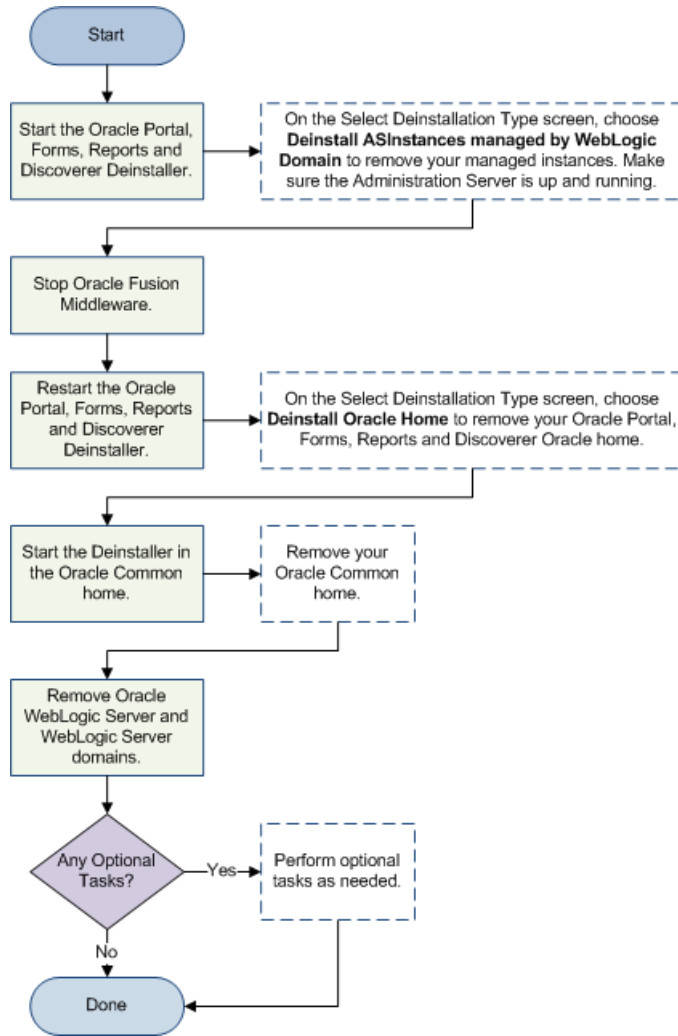 Start
Start the Oracle Portal,
Forms, Reports and
Discoverer Deinstaller.
On the Select Deinstallation Type screen, choose
Deinstall ASInstances managed by WebLogic
Domain to remove your managed instances. Make
sure the Administration Server is up and running.
Stop Oracle Fusion
Middleware.
Restart the Oracle
Portal, Forms, Reports
and Discoverer
Deinstaller.
On the Select Deinstallation Type screen, choose
Deinstall Oracle Home to remove your Oracle Portal,
Forms, Reports and Discoverer Oracle home.
Start the Deinstaller in
the Oracle Common
home.
Remove your
Oracle Common
home.
Remove Oracle
WebLogic Server and
WebLogic Server
domains.
Any Optional
Tasks?
Yes
Perform optional
tasks as needed.
No
Done